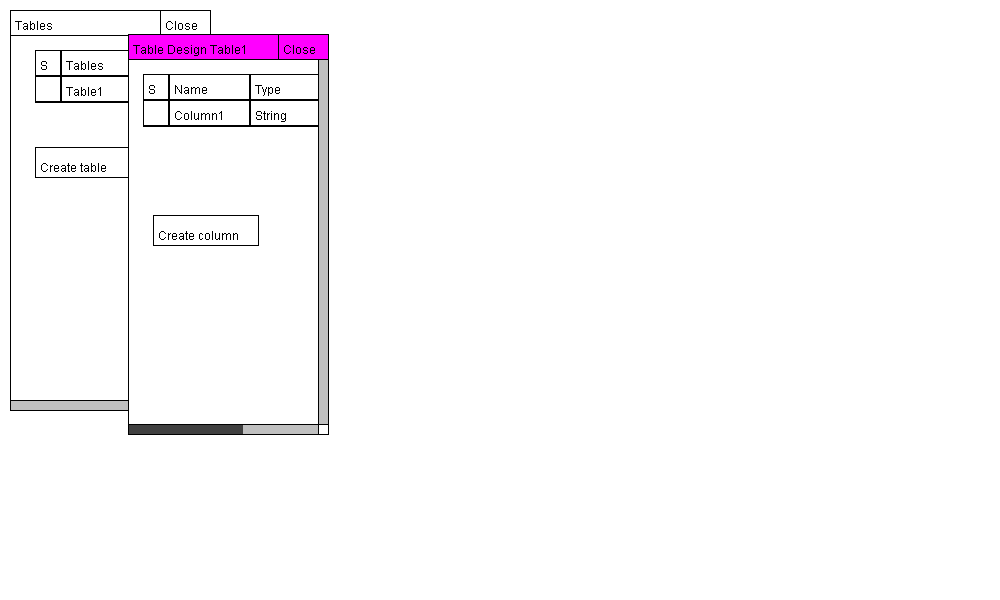 Tables Close
Table Design Table1 Close
S Tables
Table1
Create table
S Name Type
Column1 String
Create column